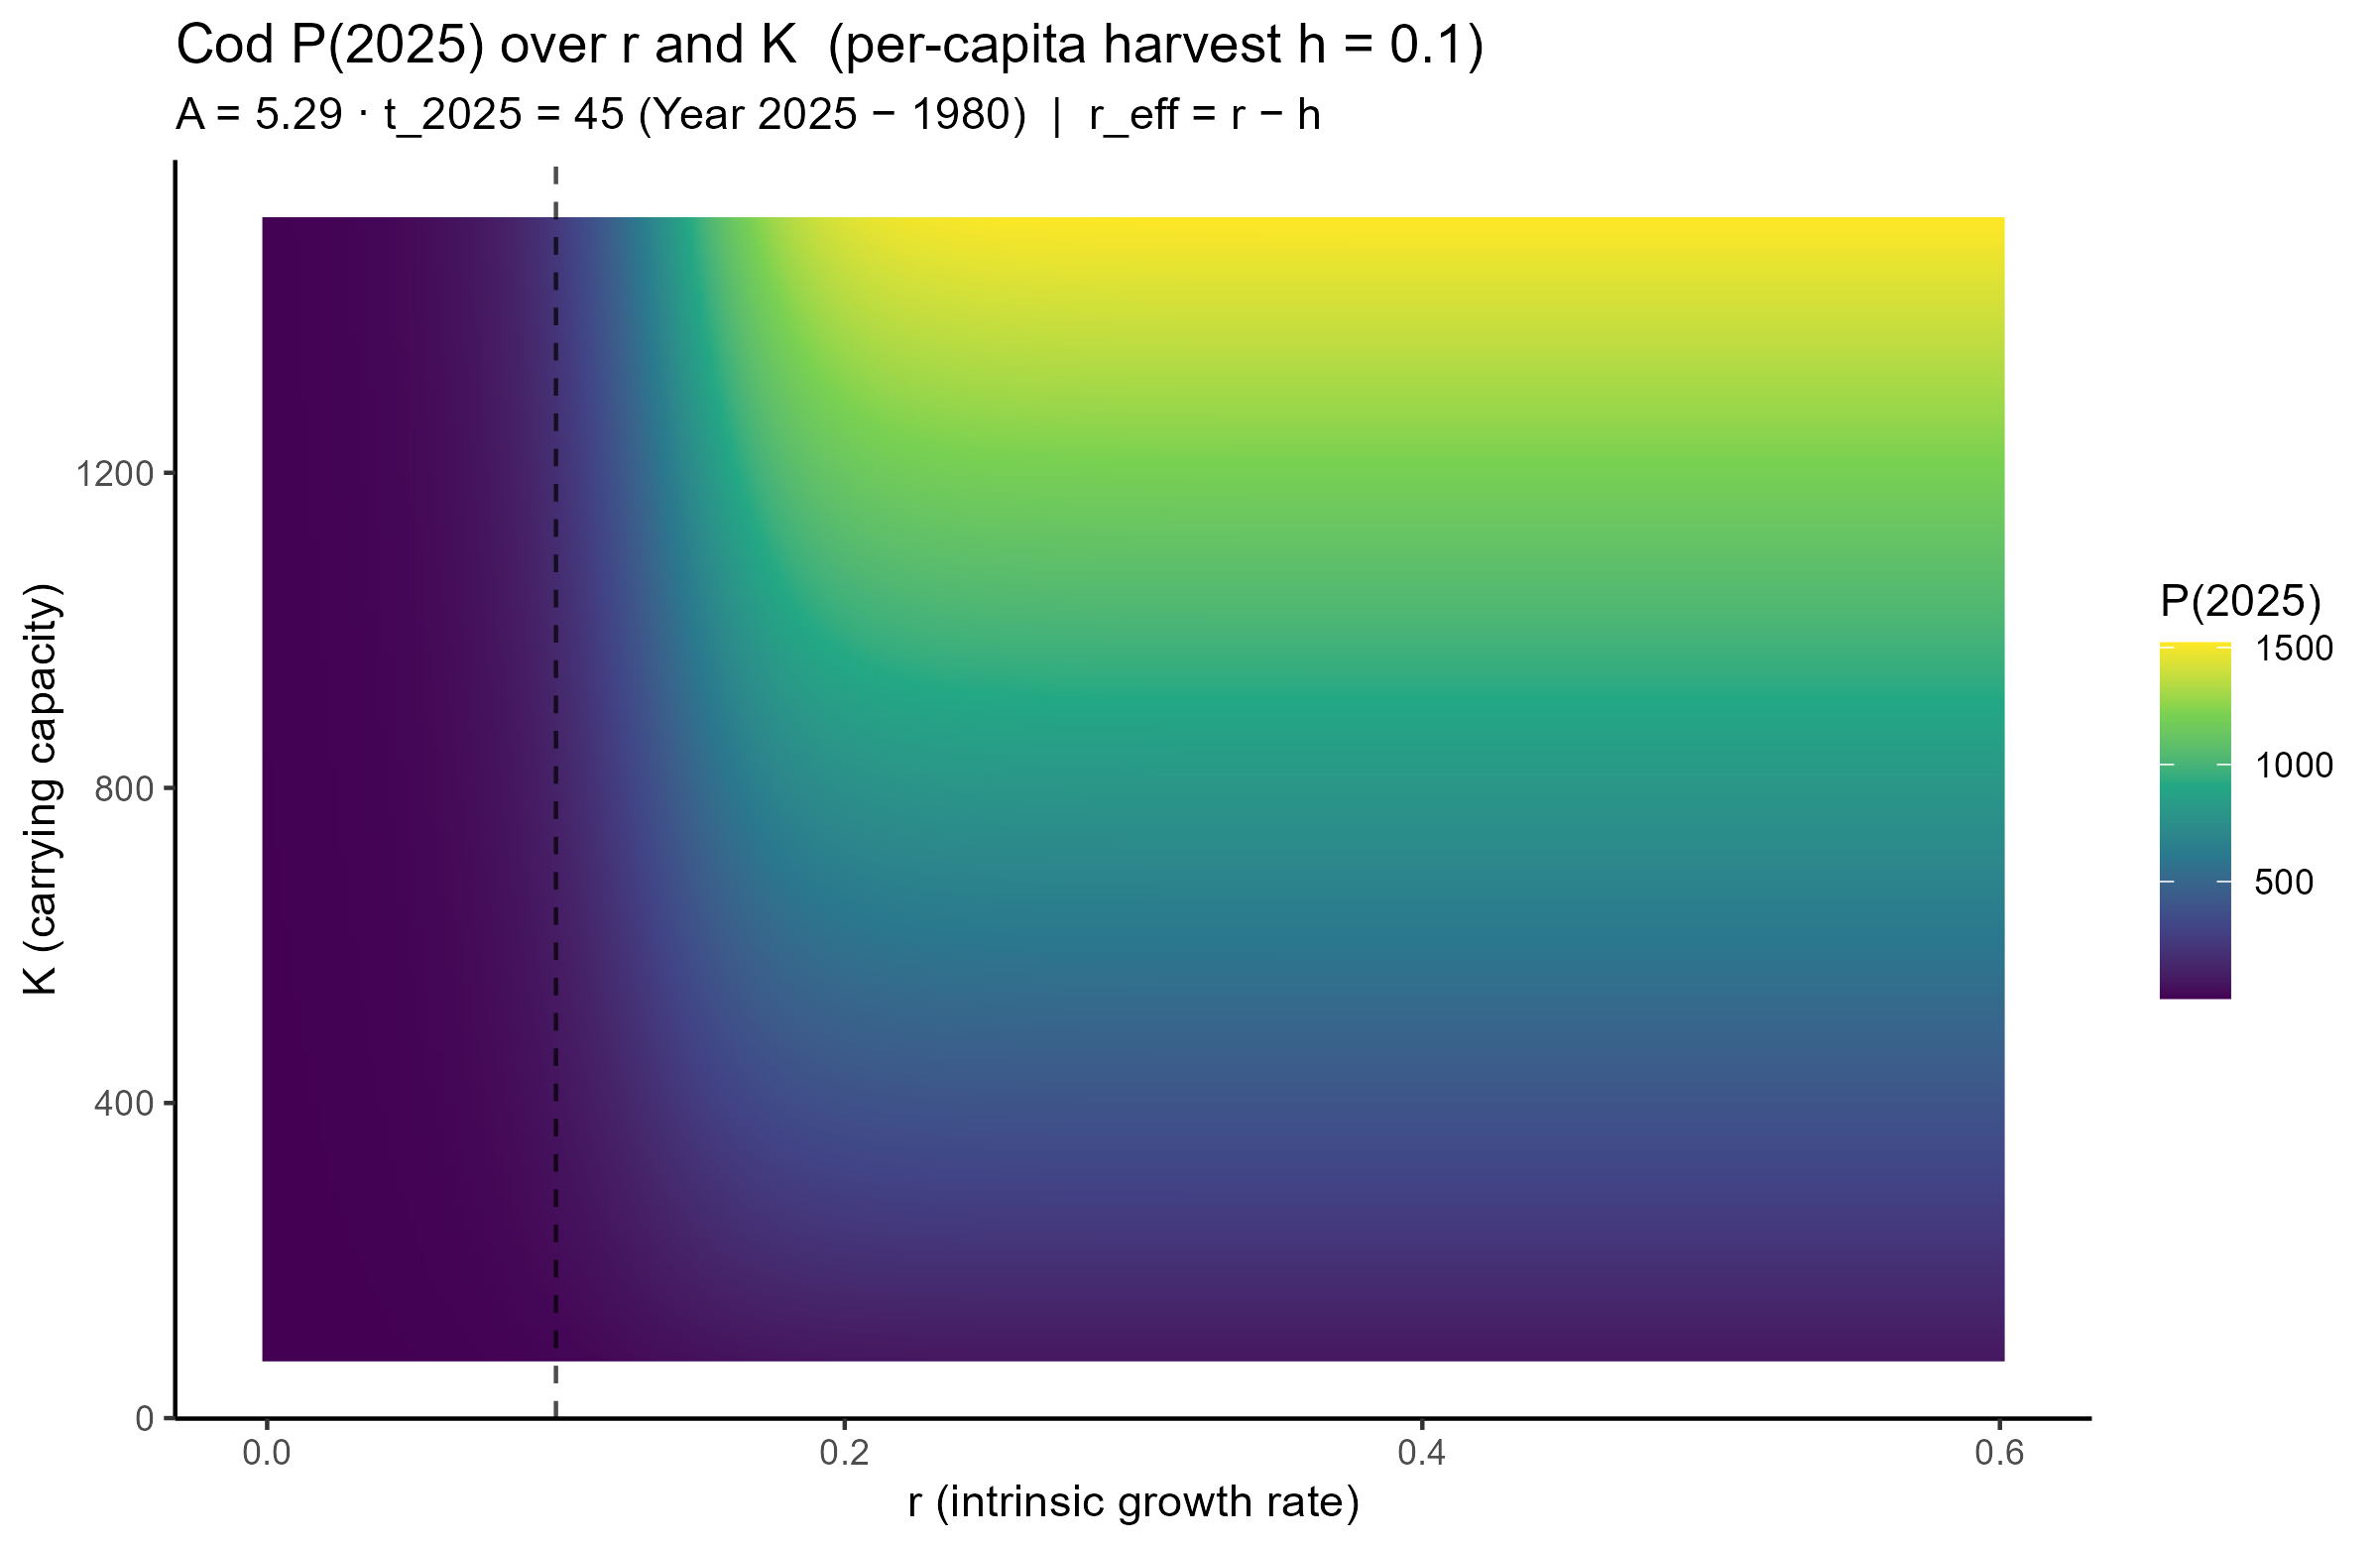 Cod P(2025) over r and K  (per-capita harvest h = 0.1)
A = 5.29 · t_2025 = 45 (Year 2025 − 1980)  |  r_eff = r − h
K (carrying capacity)
1200
800
400
0
0.0
0.2
0.4
0.6
r (intrinsic growth rate)
P(2025)
1500
1000
500